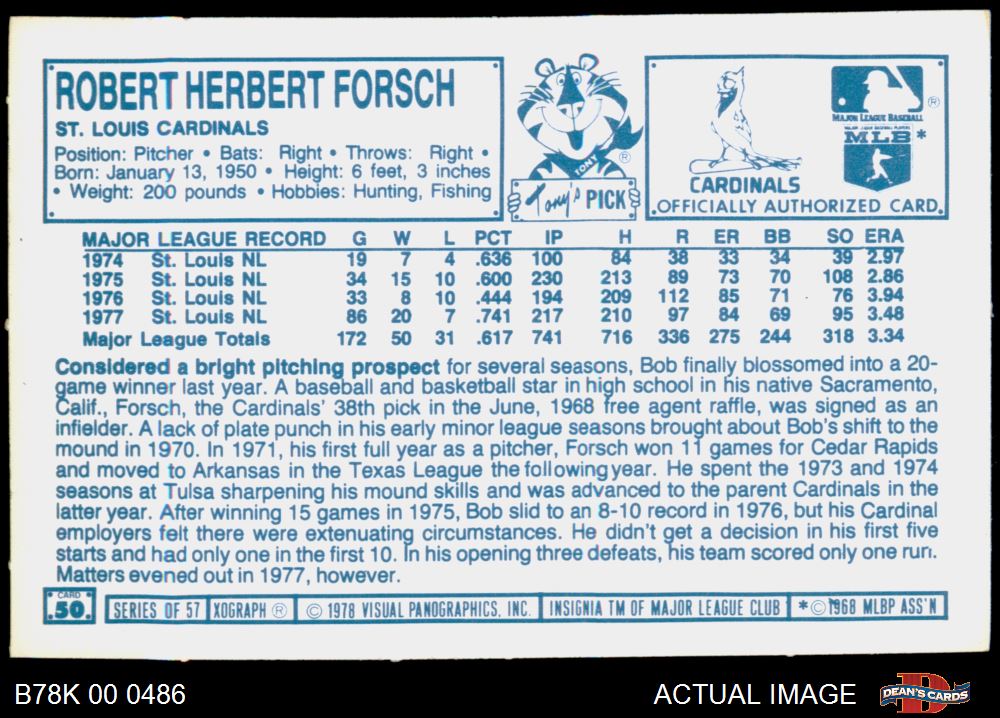 ROBERT HERBERT FORSCH
ST. LOUIS CARDINALS
Position: Pitcher • Bats: Right • Throws: Right •
Born: January 13, 1950 • Height: 6 feet, 3 inches
• Weight: 200 pounds • Hobbies: Hunting, Fishing
TONY
®
Tony's PICK
CARDINALS
®
MAJOR LEAGUE BASEBALL
MAJOR LEAGUE BASEBALL PLAYERS
MLB *
OFFICIALLY AUTHORIZED CARD
MAJOR LEAGUE RECORD G W L PCT IP H R ER BB SO ERA
1974 St. Louis NL 19 7 4 .636 100 84 38 33 34 39 2.97
1975 St. Louis NL 34 15 10 .600 230 213 89 73 70 108 2.86
1976 St. Louis NL 33 8 10 .444 194 209 112 85 71 76 3.94
1977 St. Louis NL 86 20 7 .741 217 210 97 84 69 95 3.48
Major League Totals 172 50 31 .617 741 716 336 275 244 318 3.34
Considered a bright pitching prospect for several seasons, Bob finally blossomed into a 20-
game winner last year. A baseball and basketball star in high school in his native Sacramento,
Calif., Forsch, the Cardinals' 38th pick in the June, 1968 free agent raffle, was signed as an
infielder. A lack of plate punch in his early minor league seasons brought about Bob's shift to the
mound in 1970. In 1971, his first full year as a pitcher, Forsch won 11 games for Cedar Rapids
and moved to Arkansas in the Texas League the following year. He spent the 1973 and 1974
seasons at Tulsa sharpening his mound skills and was advanced to the parent Cardinals in the
latter year. After winning 15 games in 1975, Bob slid to an 8-10 record in 1976, but his Cardinal
employers felt there were extenuating circumstances. He didn't get a decision in his first five
starts and had only one in the first 10. In his opening three defeats, his team scored only one run.
Matters evened out in 1977, however.
CARD
50 SERIES OF 57 XOGRAPH ® © 1978 VISUAL PANOGRAPHICS, INC. INSIGNIA TM OF MAJOR LEAGUE CLUB * © 1968 MLBP ASS'N
B78K 00 0486 ACTUAL IMAGE DEAN'S CARDS